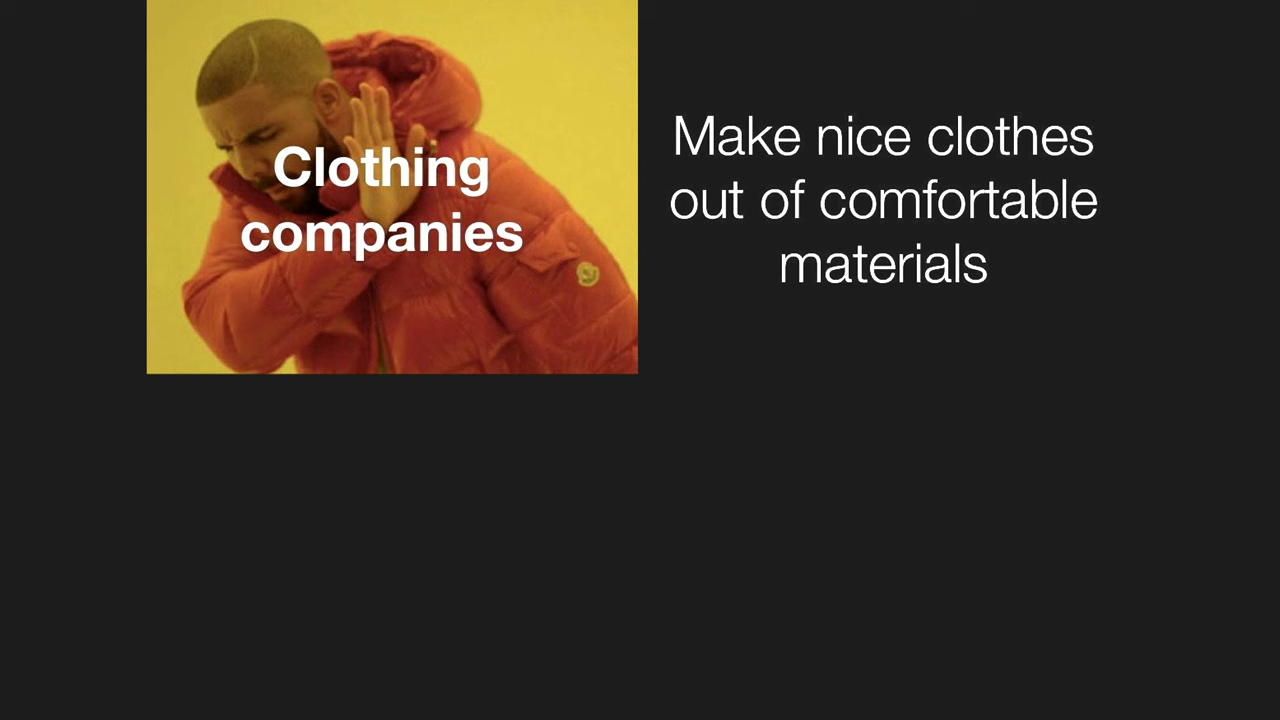 Clothing
companies
Make nice clothes
out of comfortable
materials